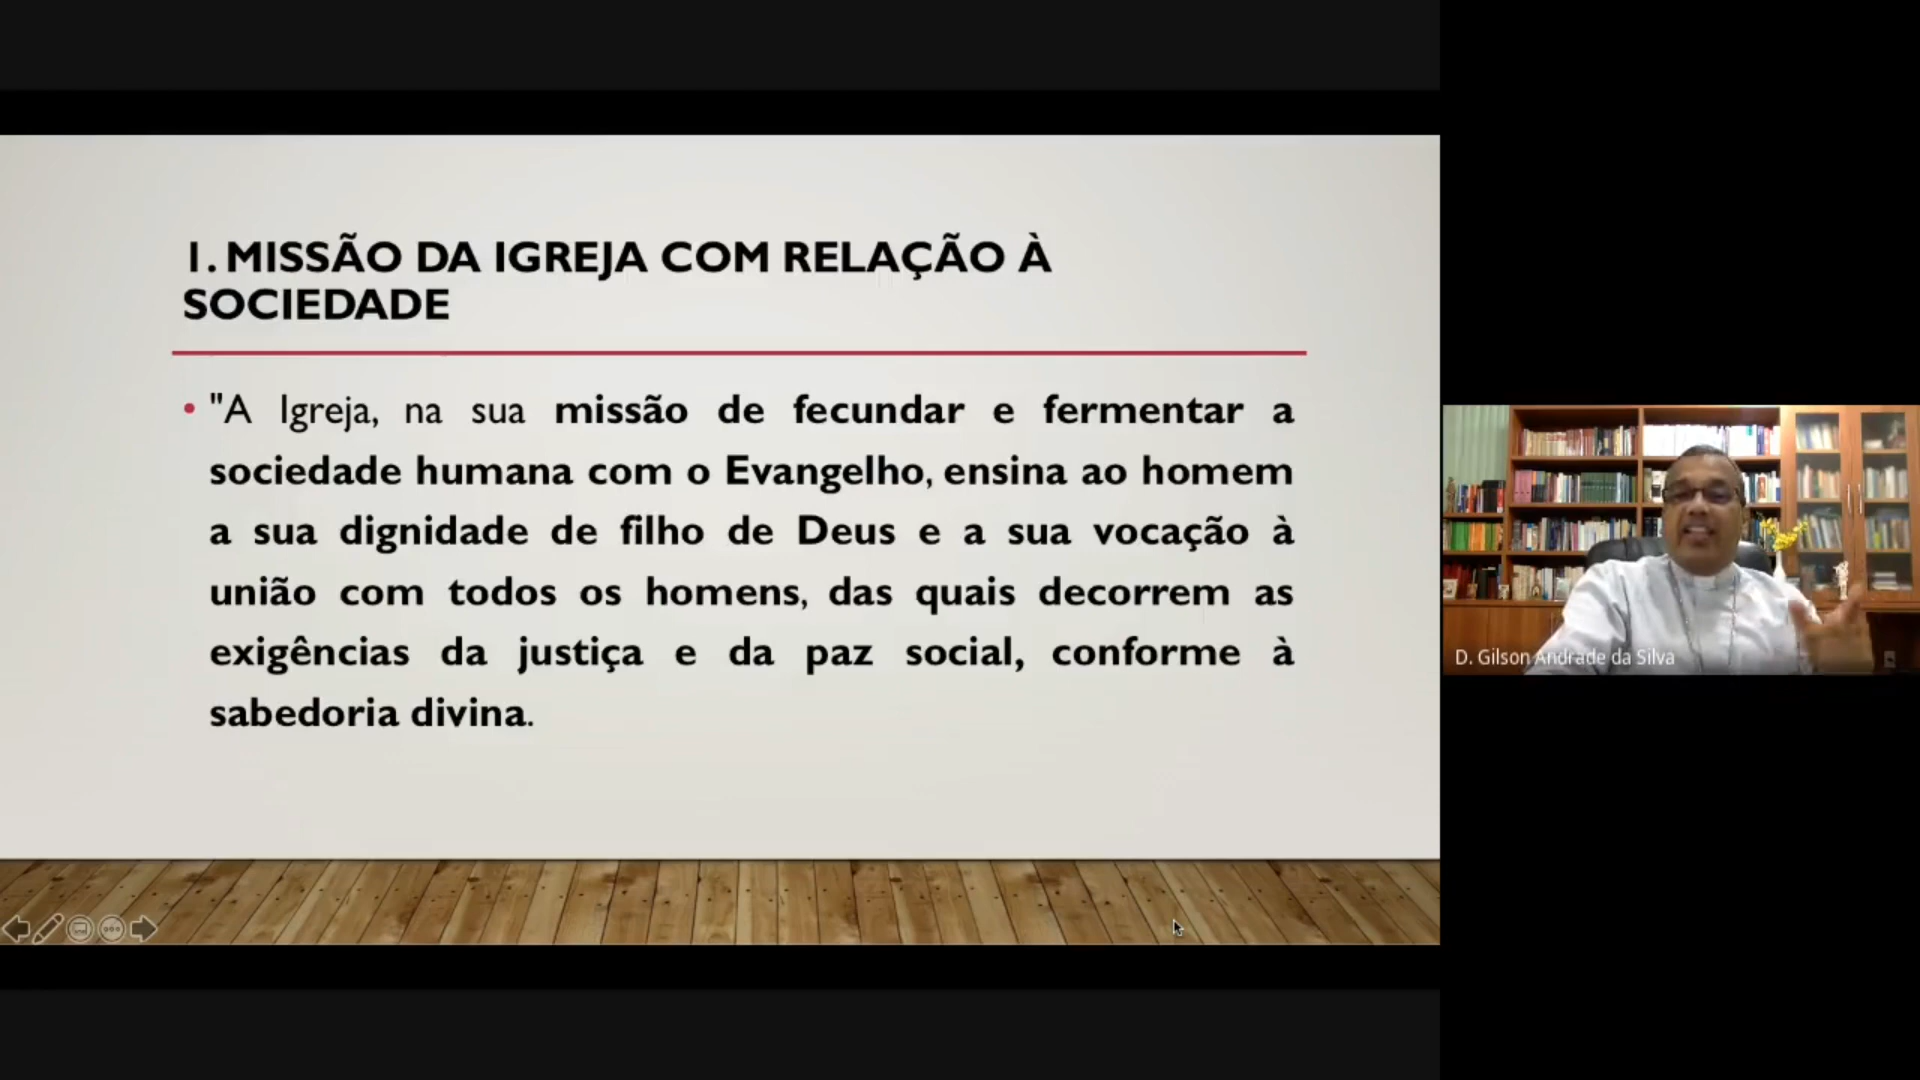 1. MISSÃO DA IGREJA COM RELAÇÃO À
SOCIEDADE
• "A Igreja, na sua missão de fecundar e fermentar a
sociedade humana com o Evangelho, ensina ao homem
a sua dignidade de filho de Deus e a sua vocação à
união com todos os homens, das quais decorrem as
exigências da justiça e da paz social, conforme à
sabedoria divina.
D. Gilson Andrade da Silva